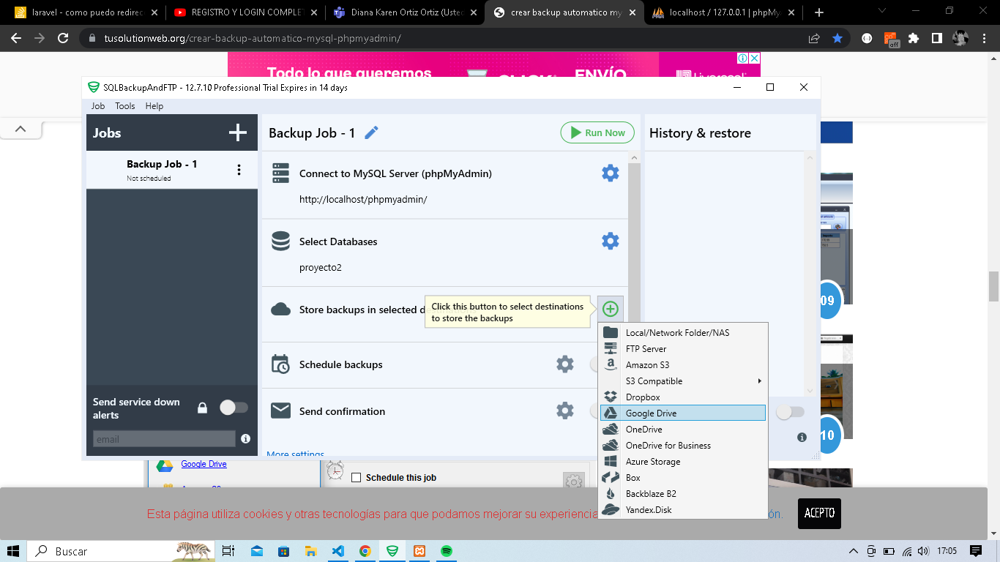 laravel - como puedo redirec
REGISTRO Y LOGIN COMPLET
Diana Karen Ortiz Ortiz (Ustec
crear backup automatico my
localhost / 127.0.0.1 | phpMy
tusolutionweb.org/crear-backup-automatico-mysql-phpmyadmin/
off
Todo lo que queremos
ENVÍO
SQLBackupAndFTP - 12.7.10 Professional Trial Expires in 14 days
Job Tools Help
Jobs
Backup Job - 1
Run Now
History & restore
Backup Job - 1
Not scheduled
Connect to MySQL Server (phpMyAdmin)
http://localhost/phpmyadmin/
Select Databases
proyecto2
Store backups in selected d
Click this button to select destinations
to store the backups
Schedule backups
Send confirmation
More settings
Local/Network Folder/NAS
FTP Server
Amazon S3
S3 Compatible
Dropbox
Google Drive
OneDrive
OneDrive for Business
Azure Storage
Box
Backblaze B2
Yandex.Disk
Send service down
alerts
email
09
10
Google Drive
Schedule this job
Esta página utiliza cookies y otras tecnologías para que podamos mejorar su experiencia
ón.
ACEPTO
Buscar
17:05